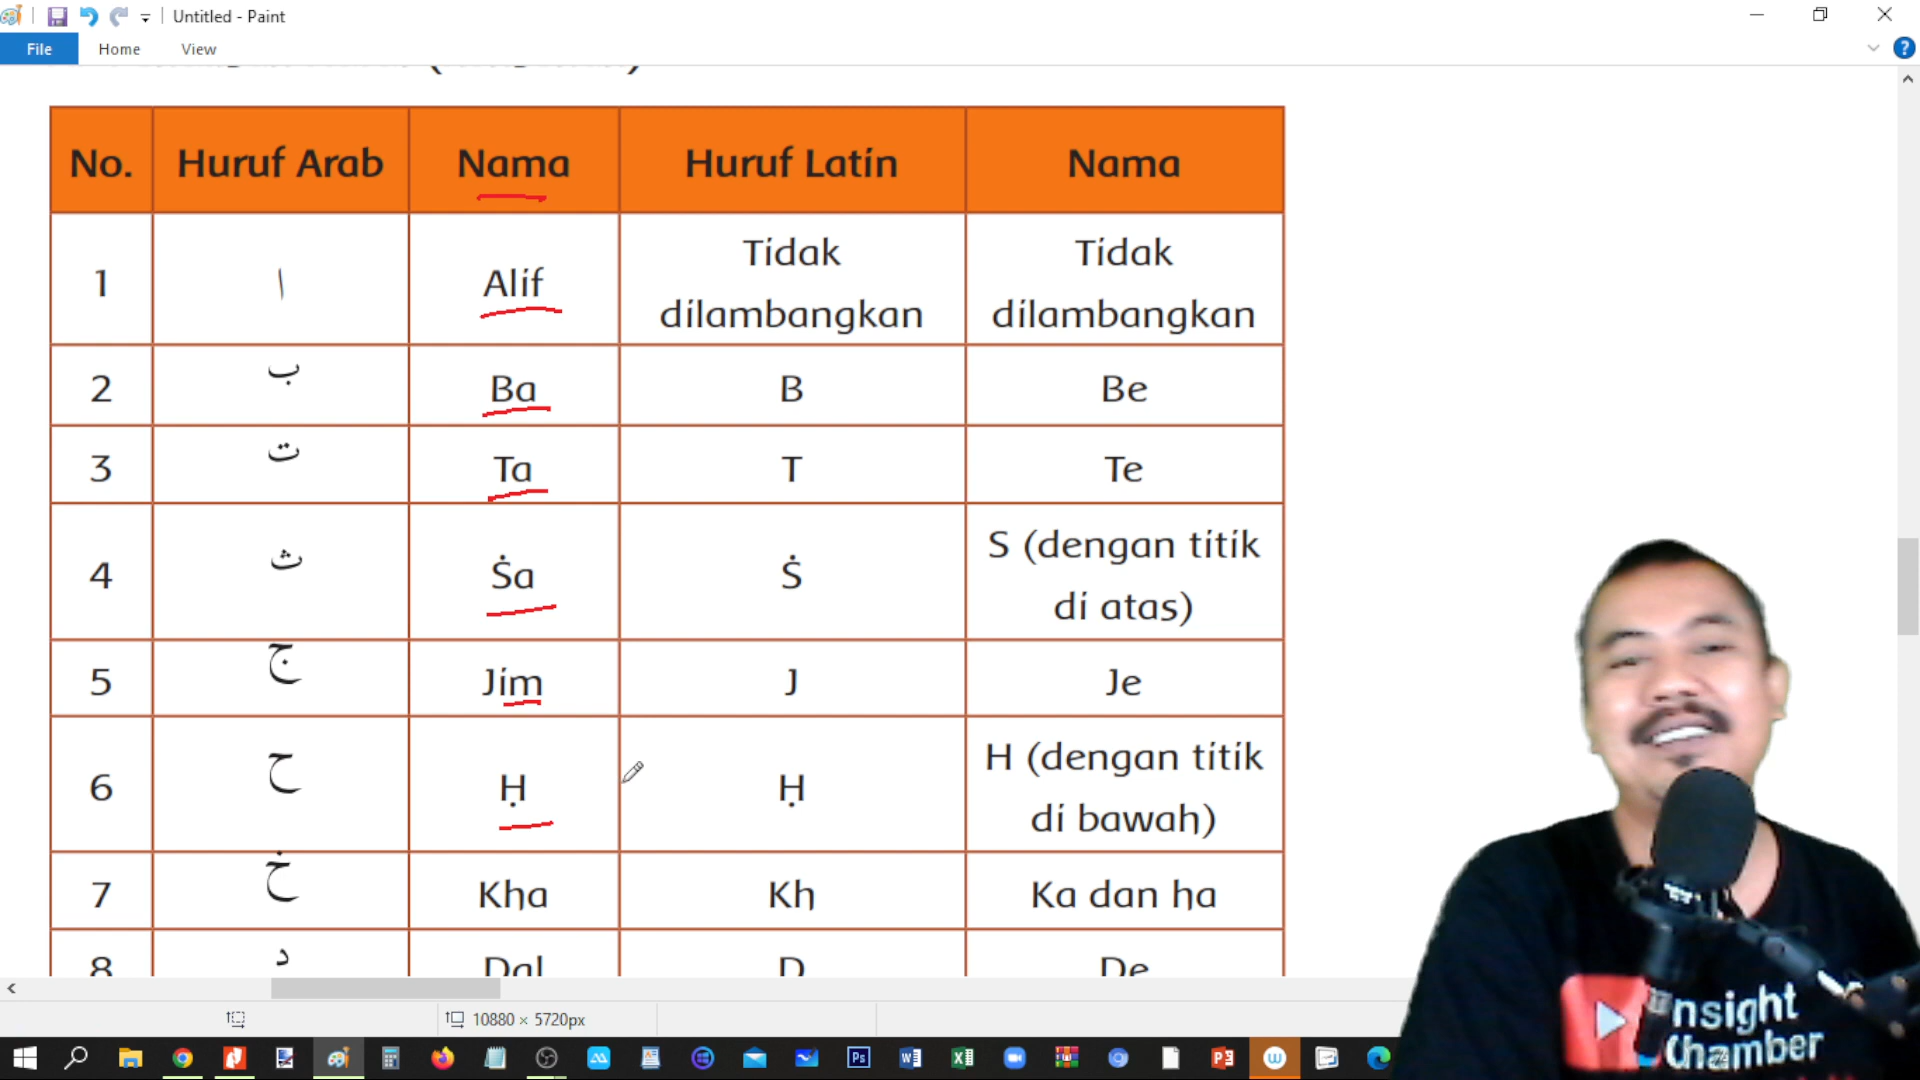 Untitled - Paint
File Home View
No. Huruf Arab Nama Huruf Latin Nama
1 ا Alif Tidak dilambangkan Tidak dilambangkan
2 ب Ba B Be
3 ت Ta T Te
4 ث Ṡa Ṡ S (dengan titik di atas)
5 ج Jim J Je
6 ح Ḥ Ḥ H (dengan titik di bawah)
7 خ Kha Kh Ka dan ha
8 د Dal D De
10880 × 5720px
Insight
Chamber